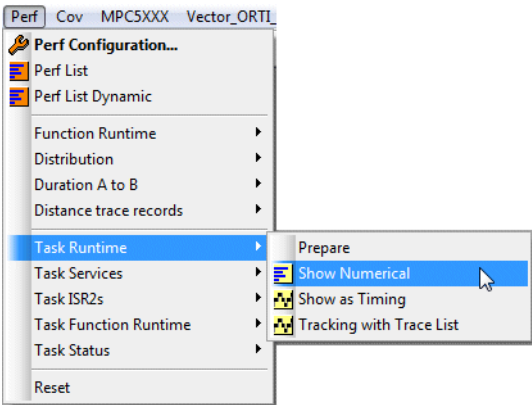 Perf Cov MPC5XXX Vector_ORTI_
Perf Configuration...
Perf List
Perf List Dynamic
Function Runtime
Distribution
Duration A to B
Distance trace records
Task Runtime
Task Services
Task ISR2s
Task Function Runtime
Task Status
Reset
Prepare
Show Numerical
Show as Timing
Tracking with Trace List